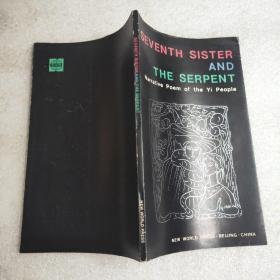 SEVENTH SISTER
AND
THE SERPENT
Narrative Poem of the Yi People
NEW WORLD PRESS · BEIJING · CHINA